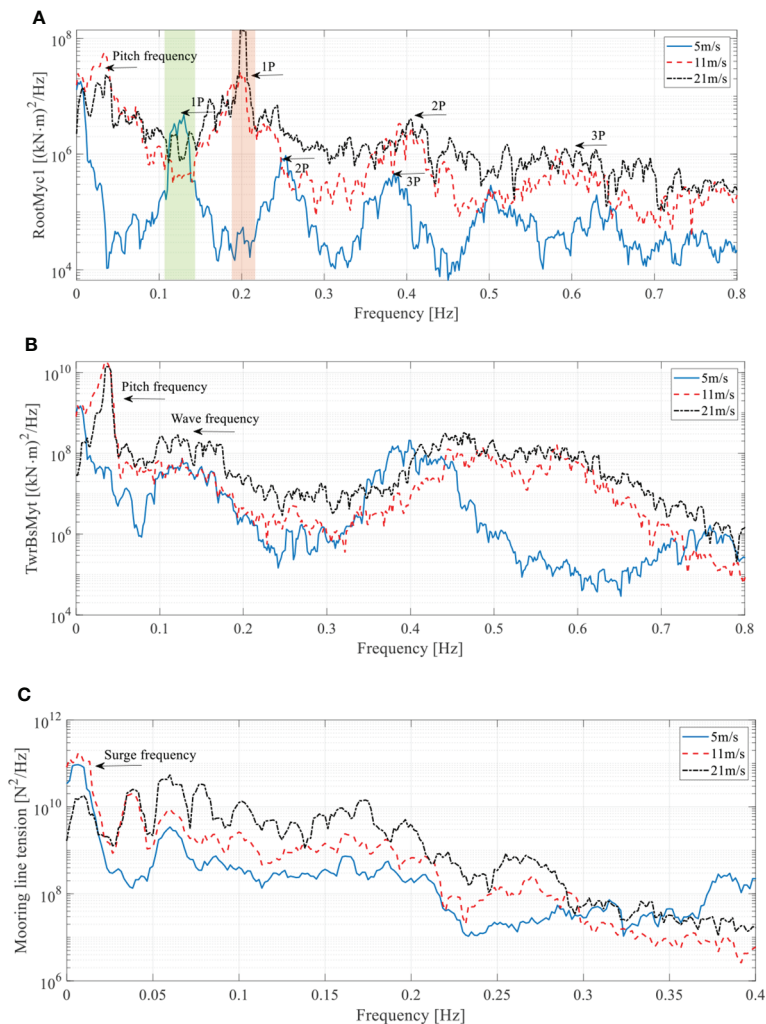 A
RootMyc1 [(kN·m)²/Hz]
10⁸
10⁶
10⁴
Pitch frequency
1P
1P
2P
2P
3P
3P
5m/s
11m/s
21m/s
0 0.1 0.2 0.3 0.4 0.5 0.6 0.7 0.8
Frequency [Hz]
B
TwrBsMyt [(kN·m)²/Hz]
10¹⁰
10⁸
10⁶
10⁴
Pitch frequency
Wave frequency
5m/s
11m/s
21m/s
0 0.1 0.2 0.3 0.4 0.5 0.6 0.7 0.8
Frequency [Hz]
C
Mooring line tension [N²/Hz]
10¹²
10¹⁰
10⁸
10⁶
Surge frequency
5m/s
11m/s
21m/s
0 0.05 0.1 0.15 0.2 0.25 0.3 0.35 0.4
Frequency [Hz]